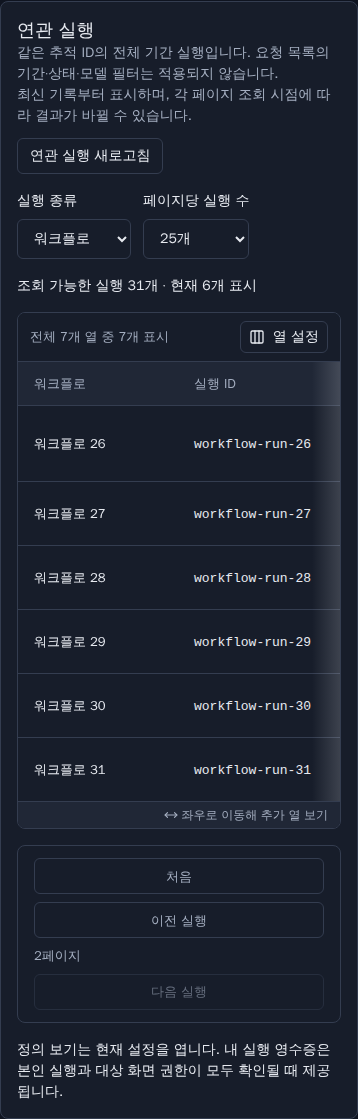 연관 실행
같은 추적 ID의 전체 기간 실행입니다. 요청 목록의
기간·상태·모델 필터는 적용되지 않습니다.
최신 기록부터 표시하며, 각 페이지 조회 시점에 따
라 결과가 바뀔 수 있습니다.
연관 실행 새로고침
실행 종류 페이지당 실행 수
워크플로 25개
조회 가능한 실행 31개 · 현재 6개 표시
전체 7개 열 중 7개 표시 열 설정
워크플로 실행 ID
워크플로 26 workflow-run-26
워크플로 27 workflow-run-27
워크플로 28 workflow-run-28
워크플로 29 workflow-run-29
워크플로 30 workflow-run-30
워크플로 31 workflow-run-31
좌우로 이동해 추가 열 보기
처음
이전 실행
2페이지
다음 실행
정의 보기는 현재 설정을 엽니다. 내 실행 영수증은
본인 실행과 대상 화면 권한이 모두 확인될 때 제공
됩니다.